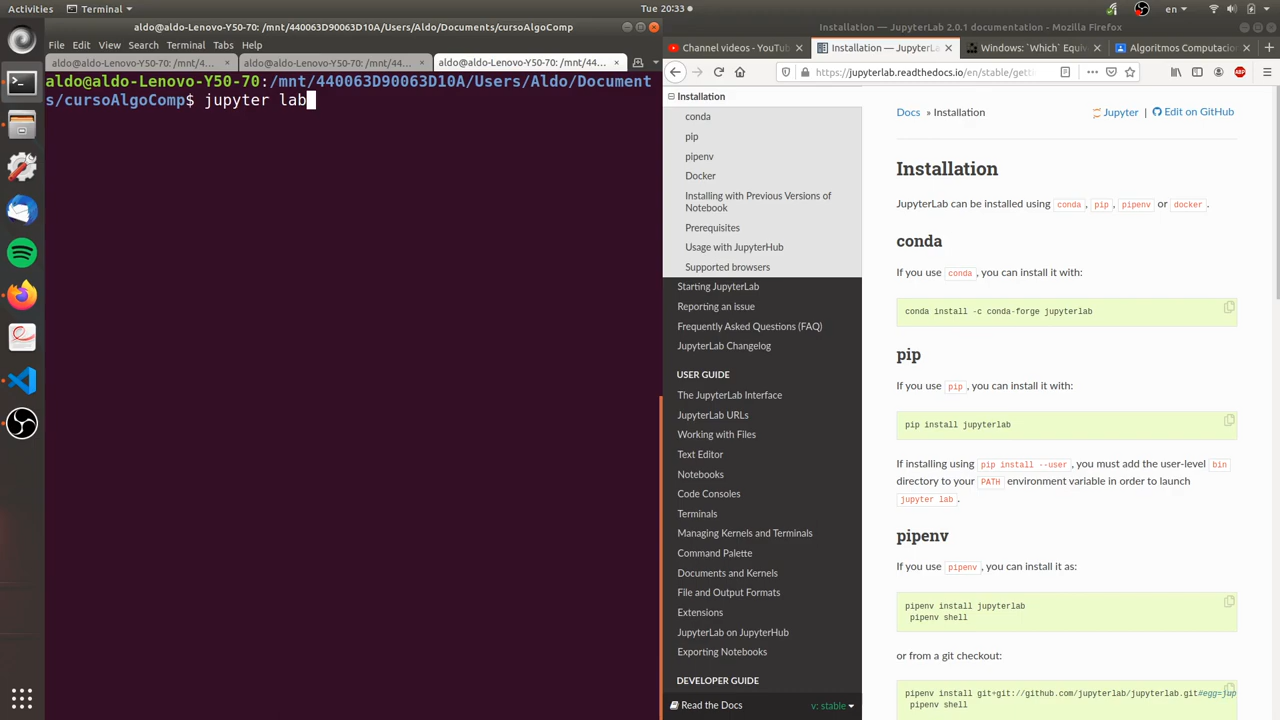 Activities
Terminal
Tue 20:33
en
aldo@aldo-Lenovo-Y50-70: /mnt/440063D90063D10A/Users/Aldo/Documents/cursoAlgoComp
Installation — JupyterLab 2.0.1 documentation - Mozilla Firefox
File Edit View Search Terminal Tabs Help
aldo@aldo-Lenovo-Y50-70: /mnt/44...
aldo@aldo-Lenovo-Y50-70: /mnt/44...
aldo@aldo-Lenovo-Y50-70: /mnt/44...
aldo@aldo-Lenovo-Y50-70:/mnt/440063D90063D10A/Users/Aldo/Document
s/cursoAlgoComp$ jupyter lab
Channel videos - YouTu
Installation — JupyterLa
Windows: `Which` Equiv
Algoritmos Computacion
https://jupyterlab.readthedocs.io/en/stable/gett
ABP
Installation
conda
pip
pipenv
Docker
Installing with Previous Versions of
Notebook
Prerequisites
Usage with JupyterHub
Supported browsers
Starting JupyterLab
Reporting an issue
Frequently Asked Questions (FAQ)
JupyterLab Changelog
USER GUIDE
The JupyterLab Interface
JupyterLab URLs
Working with Files
Text Editor
Notebooks
Code Consoles
Terminals
Managing Kernels and Terminals
Command Palette
Documents and Kernels
File and Output Formats
Extensions
JupyterLab on JupyterHub
Exporting Notebooks
DEVELOPER GUIDE
Read the Docs
v: stable
Docs » Installation
Jupyter | Edit on GitHub
Installation
JupyterLab can be installed using conda, pip, pipenv or docker.
conda
If you use conda, you can install it with:
conda install -c conda-forge jupyterlab
pip
If you use pip, you can install it with:
pip install jupyterlab
If installing using pip install --user, you must add the user-level bin
directory to your PATH environment variable in order to launch
jupyter lab.
pipenv
If you use pipenv, you can install it as:
pipenv install jupyterlab
pipenv shell
or from a git checkout:
pipenv install git+git://github.com/jupyterlab/jupyterlab.git#egg=jup
pipenv shell